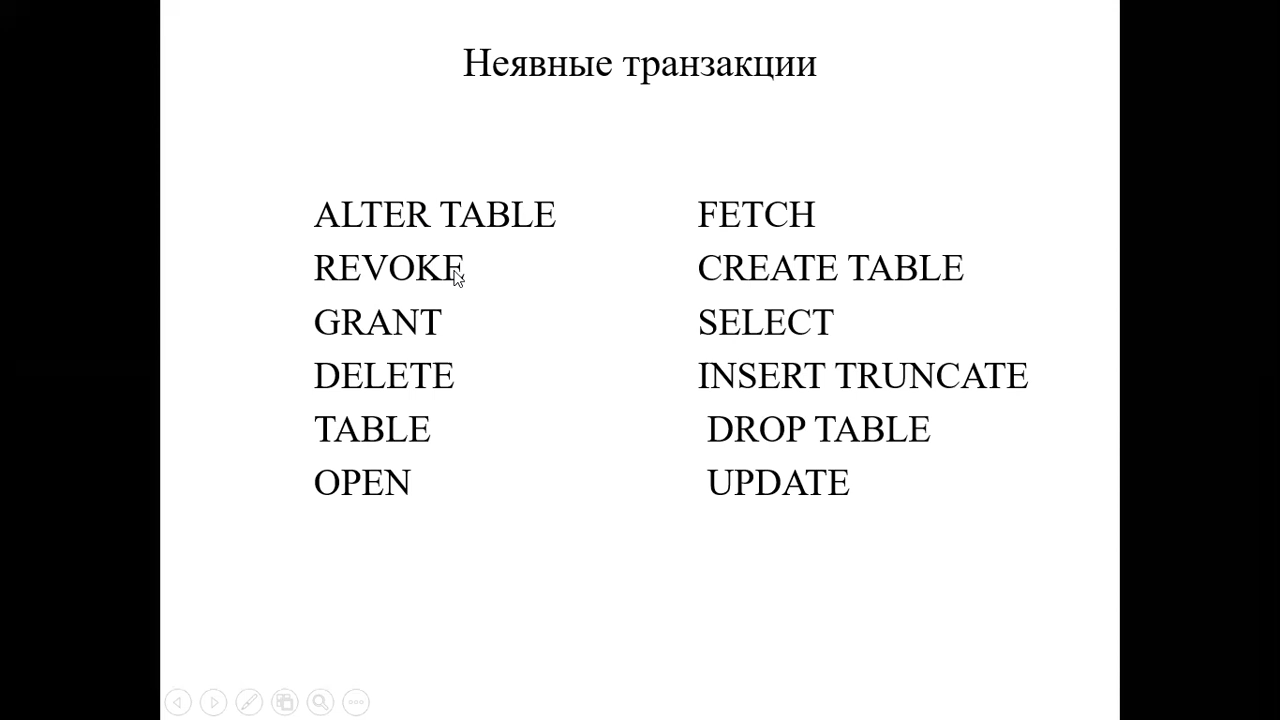 Неявные транзакции
ALTER TABLE
REVOKE
GRANT
DELETE
TABLE
OPEN
FETCH
CREATE TABLE
SELECT
INSERT TRUNCATE
DROP TABLE
UPDATE